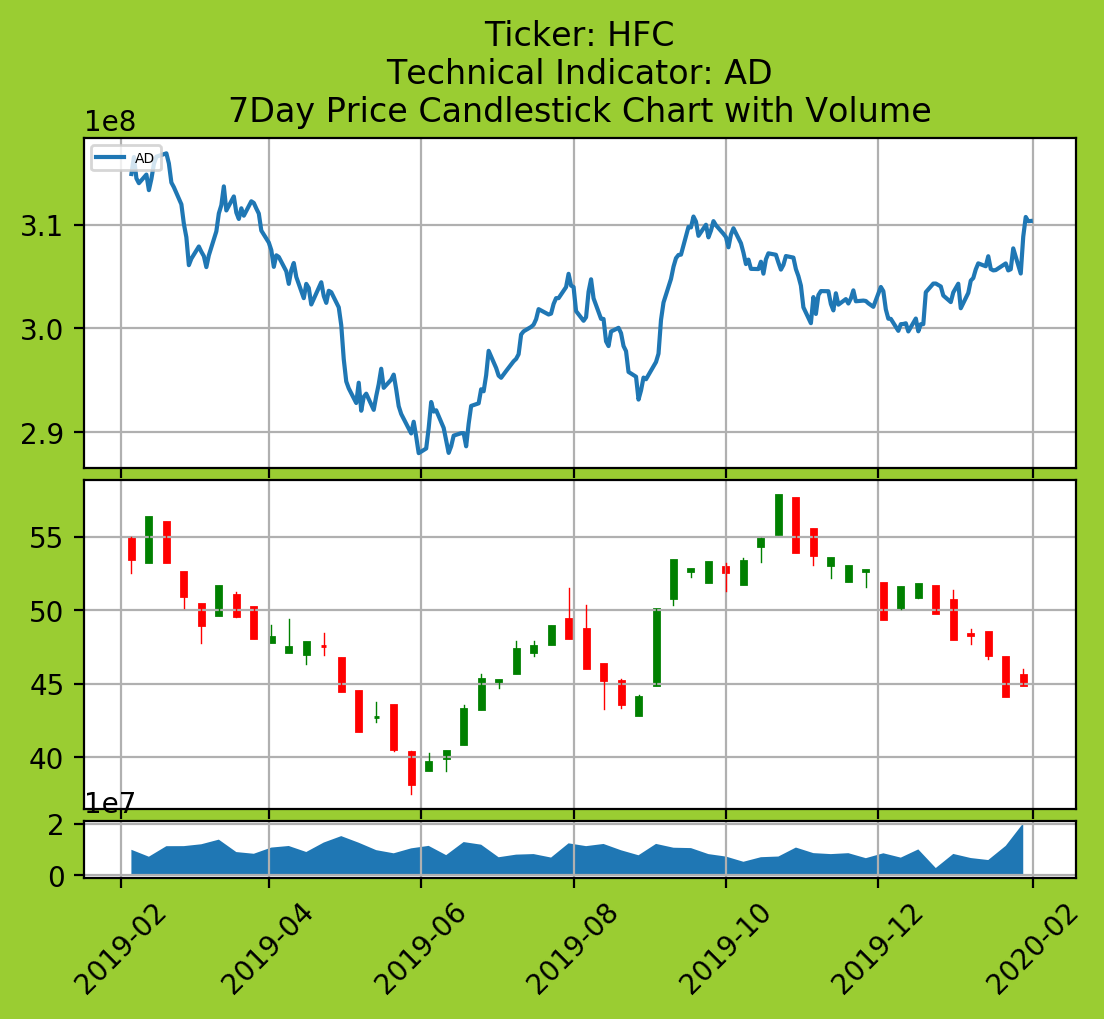 Ticker: HFC
Technical Indicator: AD
7Day Price Candlestick Chart with Volume
1e8
AD
3.1
3.0
2.9
55
50
45
40
1e7
2
0
2019-02
2019-04
2019-06
2019-08
2019-10
2019-12
2020-02